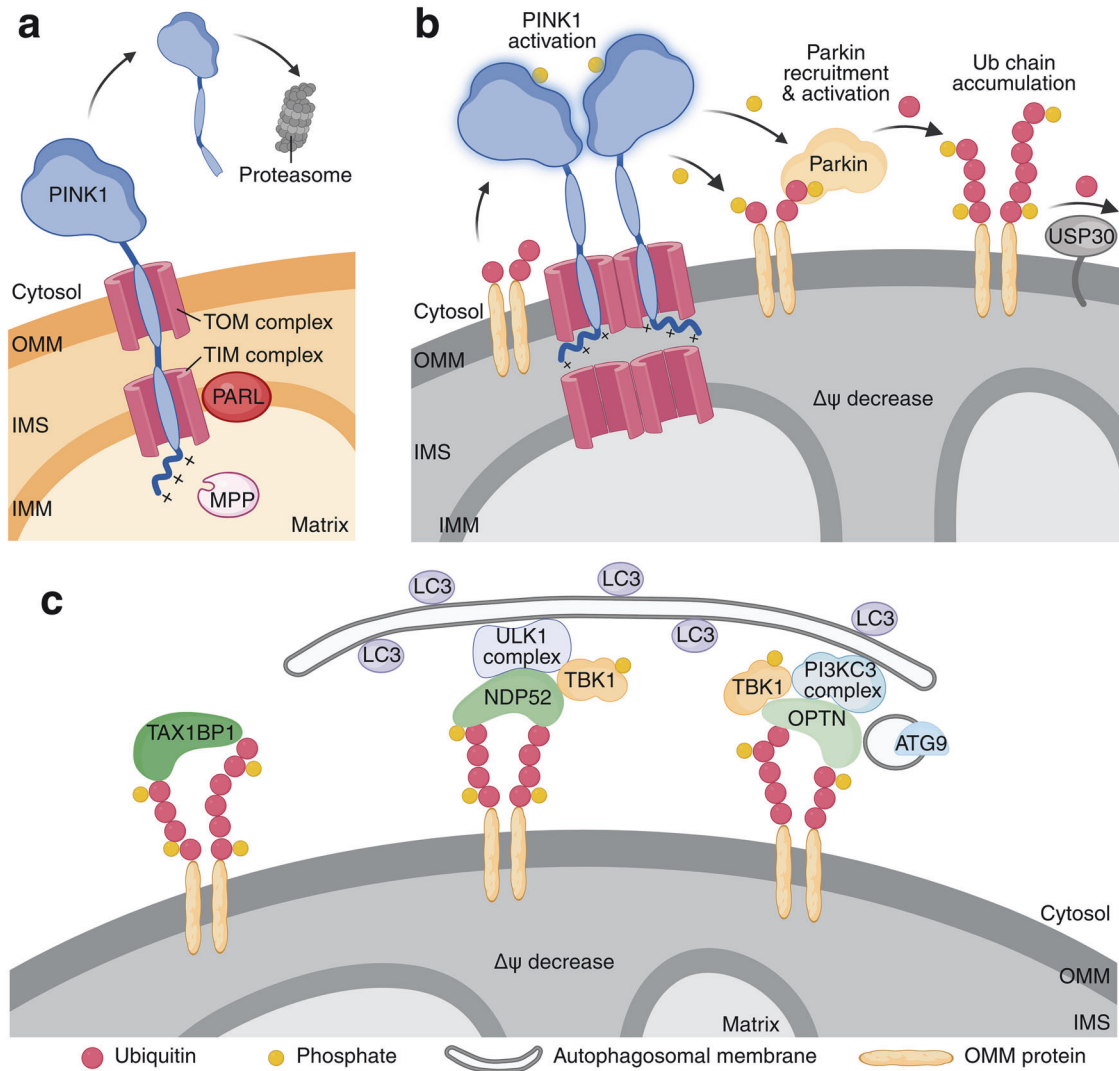 a
PINK1
Proteasome
Cytosol
OMM
TOM complex
TIM complex
PARL
IMS
MPP
IMM
Matrix
b
PINK1
activation
Parkin
recruitment
& activation
Ub chain
accumulation
Parkin
USP30
Cytosol
OMM
Δψ decrease
IMS
IMM
c
LC3
LC3
LC3
LC3
LC3
ULK1
complex
TBK1
NDP52
TBK1
PI3KC3
complex
OPTN
ATG9
TAX1BP1
Cytosol
Δψ decrease
OMM
Matrix
IMS
Ubiquitin
Phosphate
Autophagosomal membrane
OMM protein